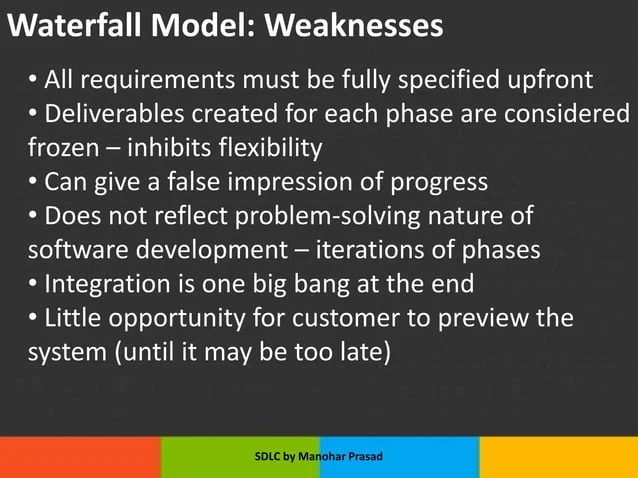 Waterfall Model: Weaknesses
• All requirements must be fully specified upfront
• Deliverables created for each phase are considered
frozen – inhibits flexibility
• Can give a false impression of progress
• Does not reflect problem-solving nature of
software development – iterations of phases
• Integration is one big bang at the end
• Little opportunity for customer to preview the
system (until it may be too late)
SDLC by Manohar Prasad